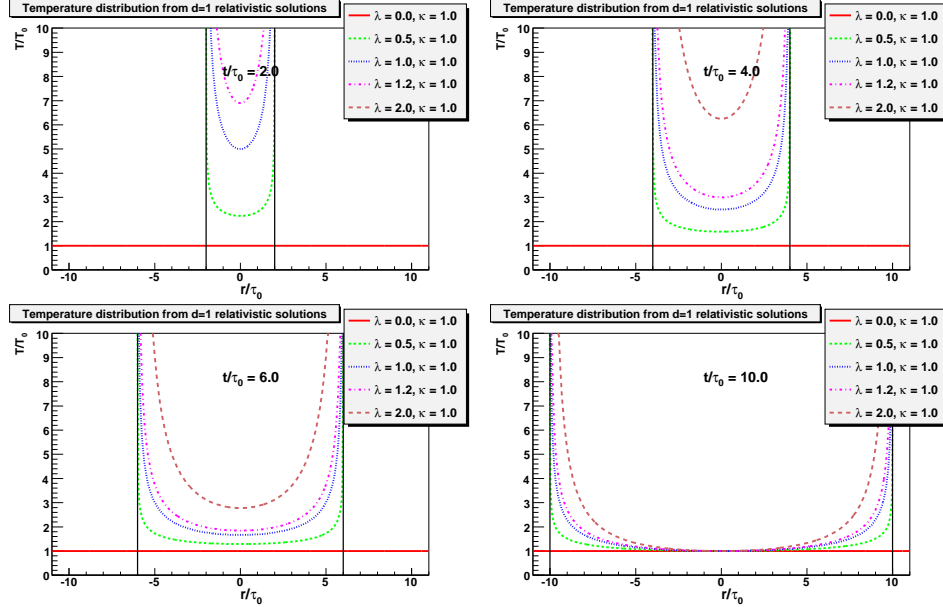 Temperature distribution from d=1 relativistic solutions
T/T₀
10
9
8
7
6
5
4
3
2
1
0
-10 -5 0 5 10
r/τ₀
t/τ₀ = 2.0
λ = 0.0, κ = 1.0
λ = 0.5, κ = 1.0
λ = 1.0, κ = 1.0
λ = 1.2, κ = 1.0
λ = 2.0, κ = 1.0
Temperature distribution from d=1 relativistic solutions
T/T₀
10
9
8
7
6
5
4
3
2
1
0
-10 -5 0 5 10
r/τ₀
t/τ₀ = 4.0
λ = 0.0, κ = 1.0
λ = 0.5, κ = 1.0
λ = 1.0, κ = 1.0
λ = 1.2, κ = 1.0
λ = 2.0, κ = 1.0
Temperature distribution from d=1 relativistic solutions
T/T₀
10
9
8
7
6
5
4
3
2
1
0
-10 -5 0 5 10
r/τ₀
t/τ₀ = 6.0
λ = 0.0, κ = 1.0
λ = 0.5, κ = 1.0
λ = 1.0, κ = 1.0
λ = 1.2, κ = 1.0
λ = 2.0, κ = 1.0
Temperature distribution from d=1 relativistic solutions
T/T₀
10
9
8
7
6
5
4
3
2
1
0
-10 -5 0 5 10
r/τ₀
t/τ₀ = 10.0
λ = 0.0, κ = 1.0
λ = 0.5, κ = 1.0
λ = 1.0, κ = 1.0
λ = 1.2, κ = 1.0
λ = 2.0, κ = 1.0